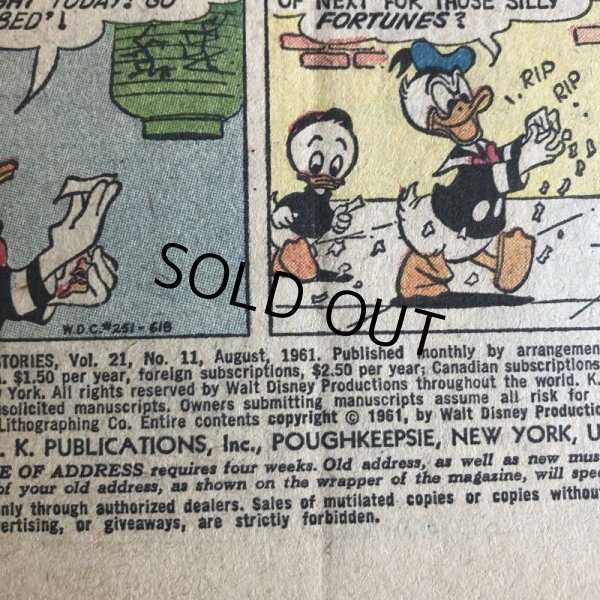 GHT TODAY! GO
BED'!
OF NEXT FOR THOSE SILLY
FORTUNES?
RIP
RIP
W.D.C. #251-618
SOLD OUT
STORIES, Vol. 21, No. 11, August, 1961. Published monthly by arrangemen
. $1.50 per year, foreign subscriptions, $2.50 per year; Canadian subscriptions
York. All rights reserved by Walt Disney Productions throughout the world. K.
nsolicited manuscripts. Owners submitting manuscripts assume all risk for
Lithographing Co. Entire contents copyright © 1961, by Walt Disney Productio
. K. PUBLICATIONS, Inc., POUGHKEEPSIE, NEW YORK, U
E OF ADDRESS requires four weeks. Old address, as well as new mus
of your old address, as shown on the wrapper of the magazine, will spe
nly through authorized dealers. Sales of mutilated copies or copies withou
vertising, or giveaways, are strictly forbidden.